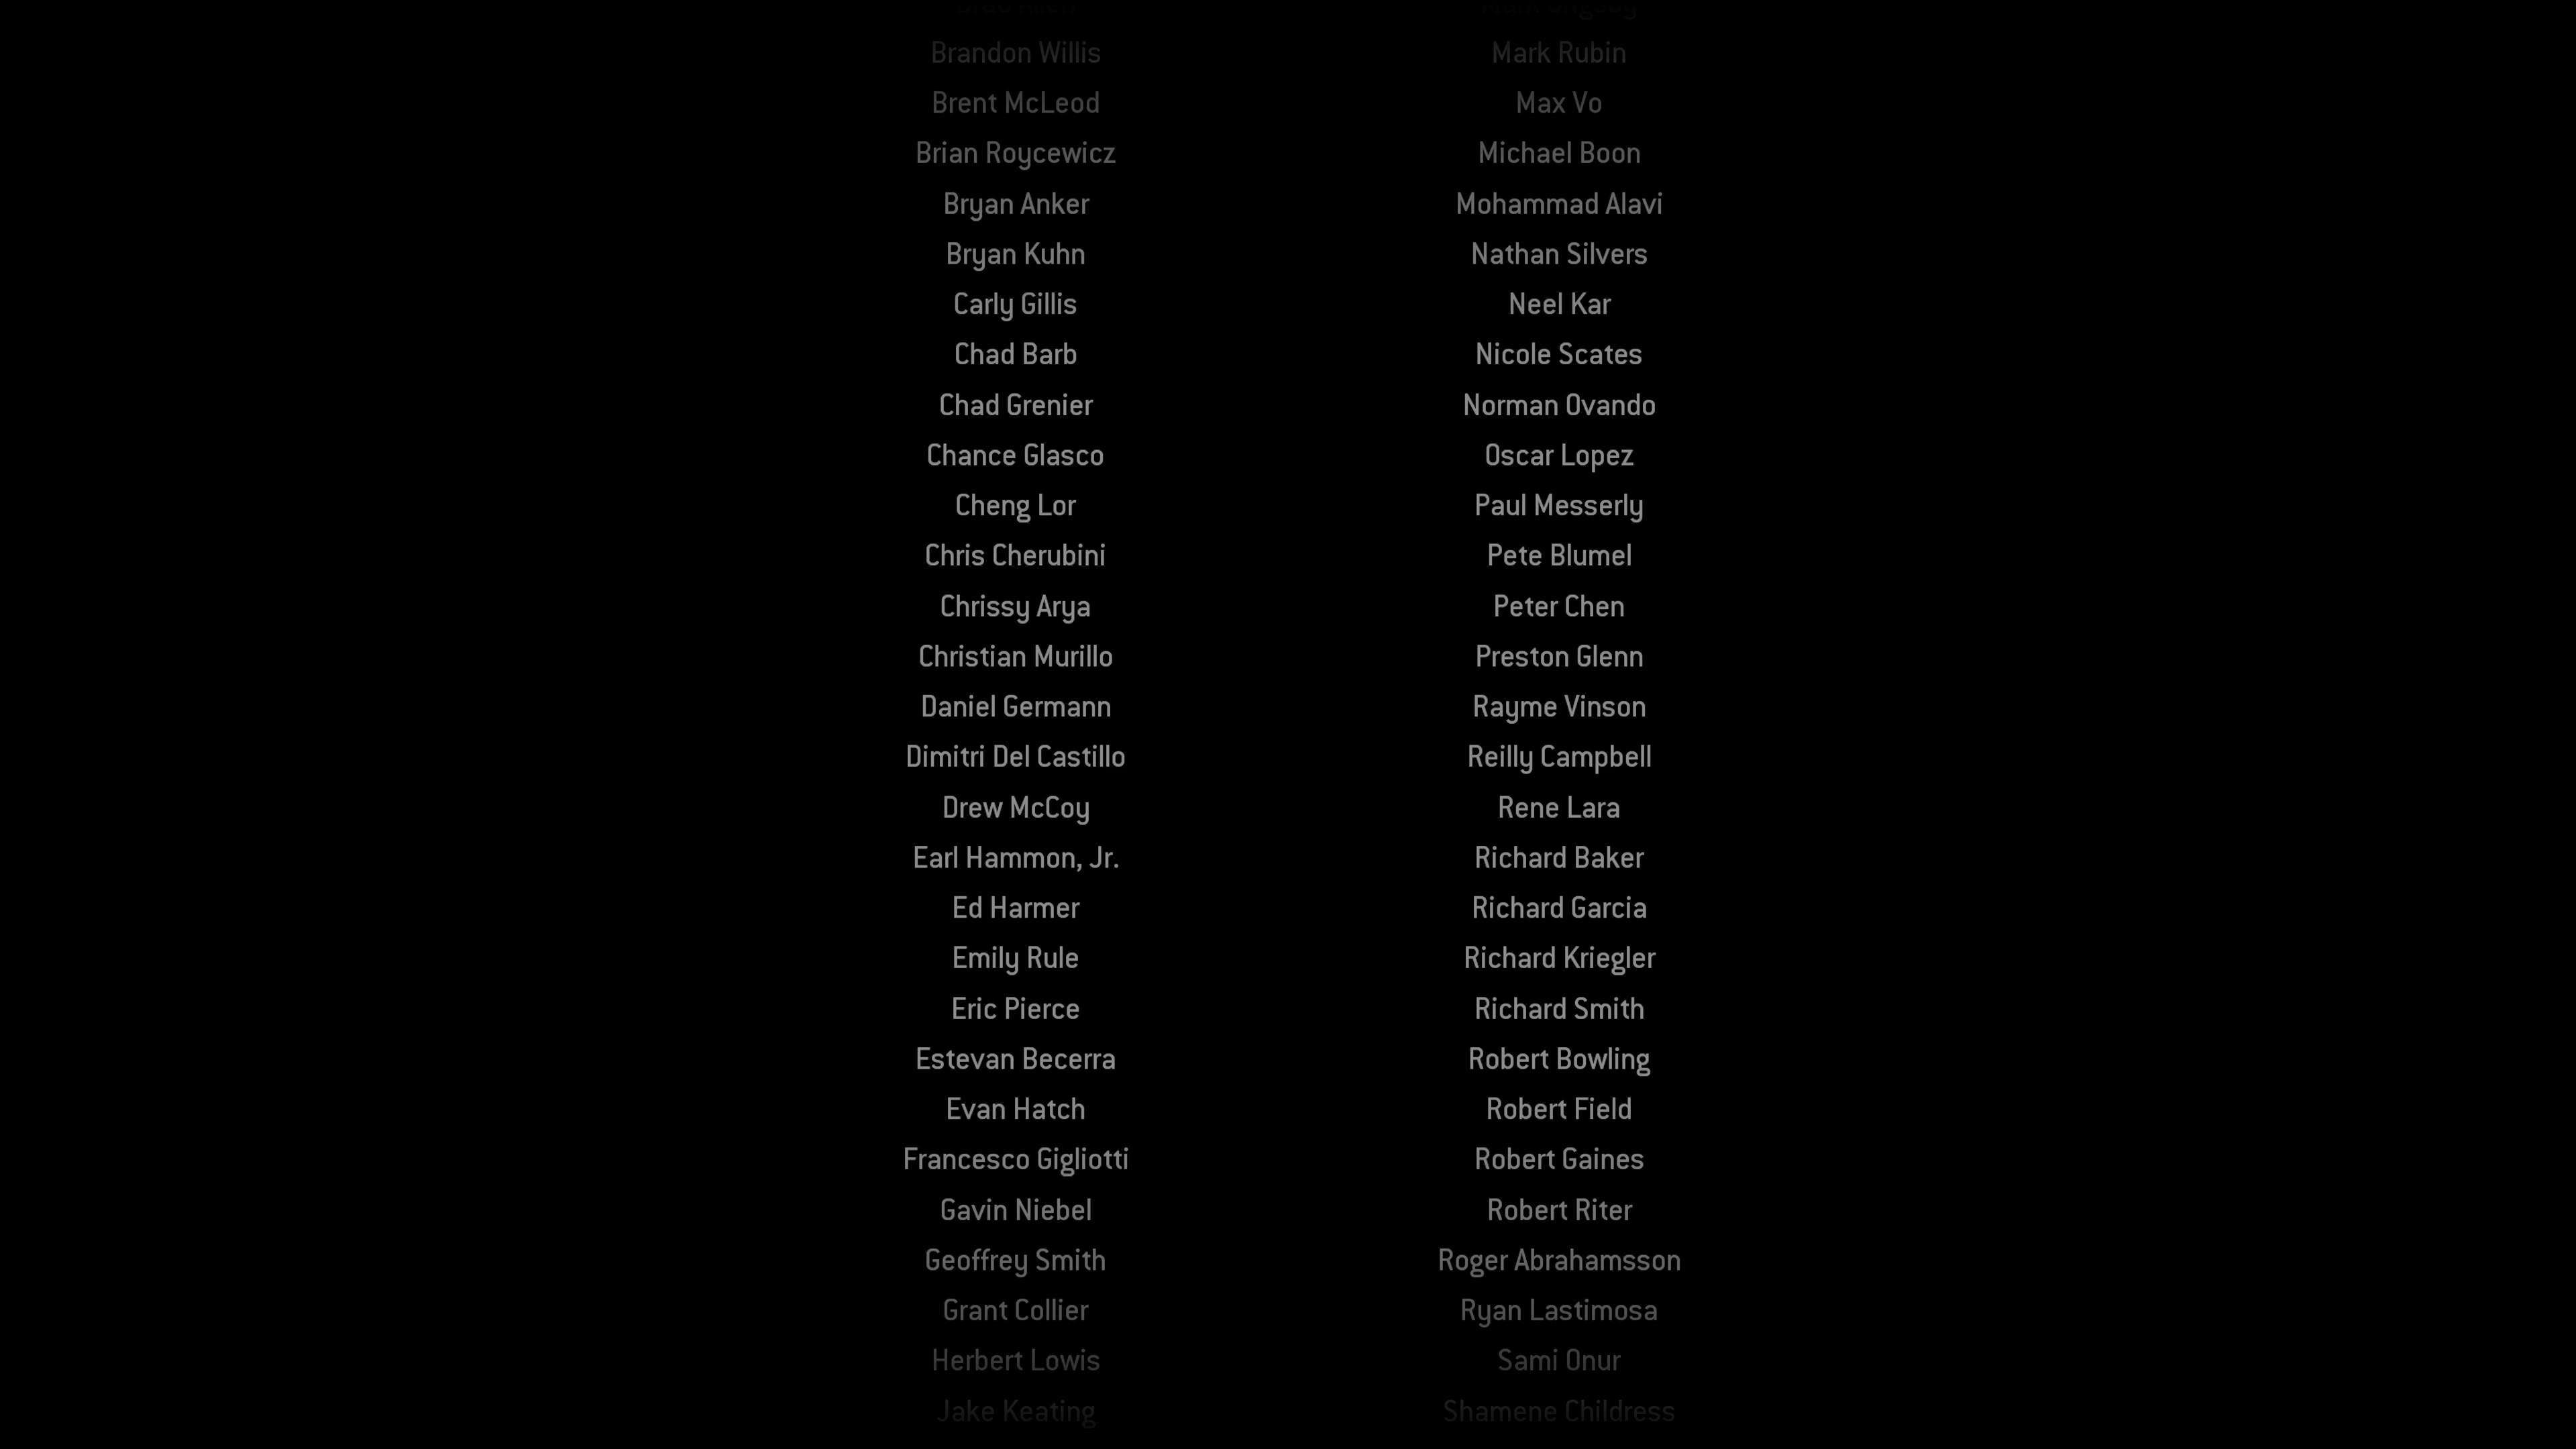 Brandon Willis
Brent McLeod
Brian Roycewicz
Bryan Anker
Bryan Kuhn
Carly Gillis
Chad Barb
Chad Grenier
Chance Glasco
Cheng Lor
Chris Cherubini
Chrissy Arya
Christian Murillo
Daniel Germann
Dimitri Del Castillo
Drew McCoy
Earl Hammon, Jr.
Ed Harmer
Emily Rule
Eric Pierce
Estevan Becerra
Evan Hatch
Francesco Gigliotti
Gavin Niebel
Geoffrey Smith
Grant Collier
Herbert Lowis
Jake Keating
Mark Rubin
Max Vo
Michael Boon
Mohammad Alavi
Nathan Silvers
Neel Kar
Nicole Scates
Norman Ovando
Oscar Lopez
Paul Messerly
Pete Blumel
Peter Chen
Preston Glenn
Rayme Vinson
Reilly Campbell
Rene Lara
Richard Baker
Richard Garcia
Richard Kriegler
Richard Smith
Robert Bowling
Robert Field
Robert Gaines
Robert Riter
Roger Abrahamsson
Ryan Lastimosa
Sami Onur
Shamene Childress